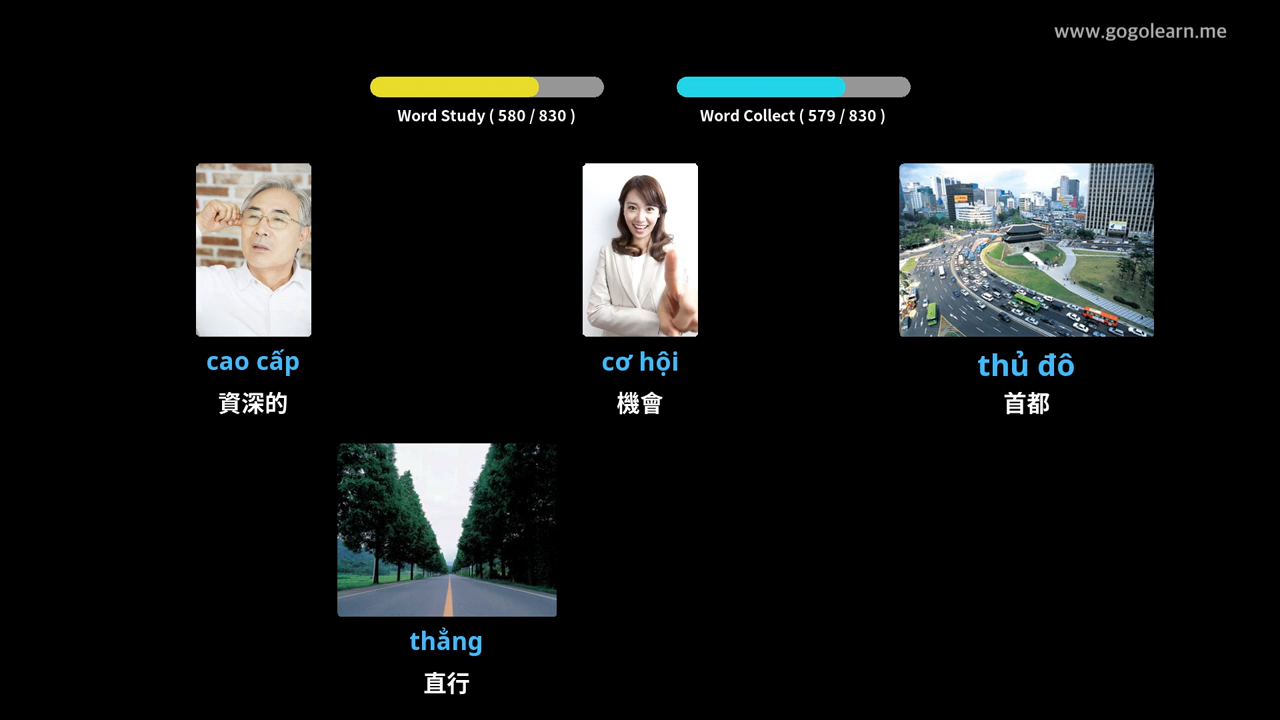 www.gogolearn.me
Word Study ( 580 / 830 )
Word Collect ( 579 / 830 )
cao cấp
資深的
cơ hội
機會
thủ đô
首都
thẳng
直行